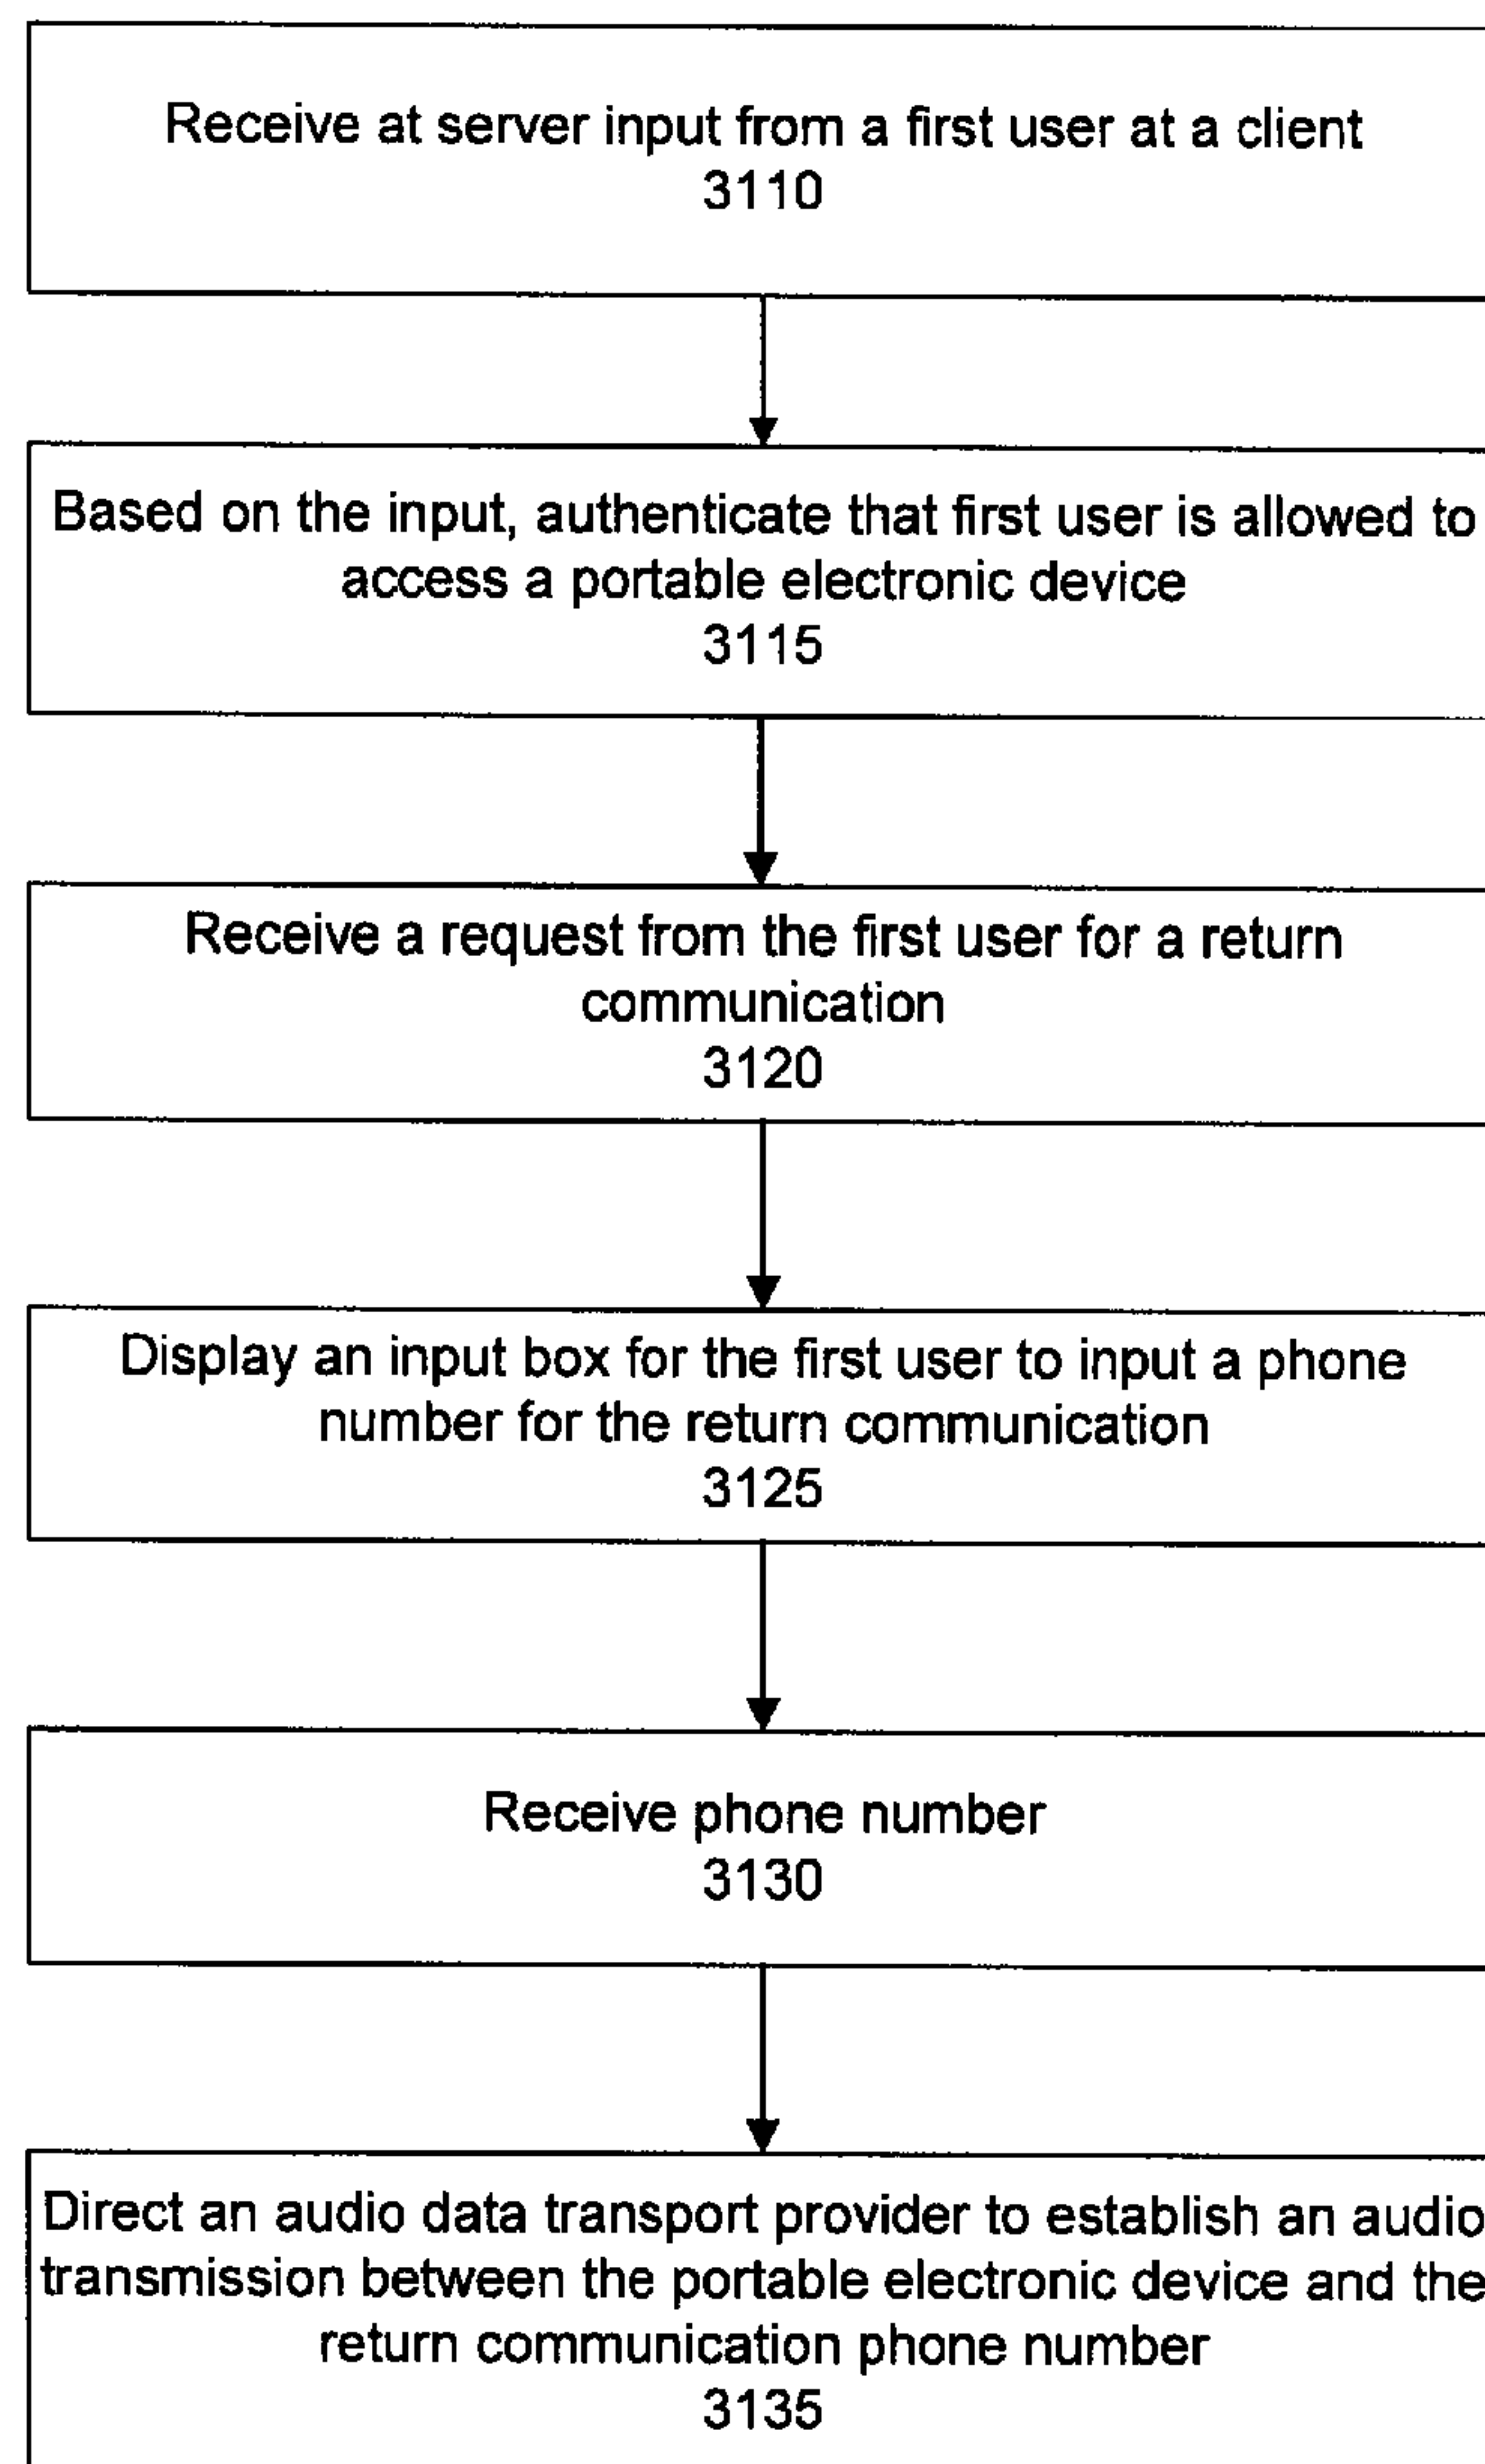 Receive at server input from a first user at a client
3110
Based on the input, authenticate that first user is allowed to
access a portable electronic device
3115
Receive a request from the first user for a return
communication
3120
Display an input box for the first user to input a phone
number for the return communication
3125
Receive phone number
3130
Direct an audio data transport provider to establish an audio
transmission between the portable electronic device and the
return communication phone number
3135